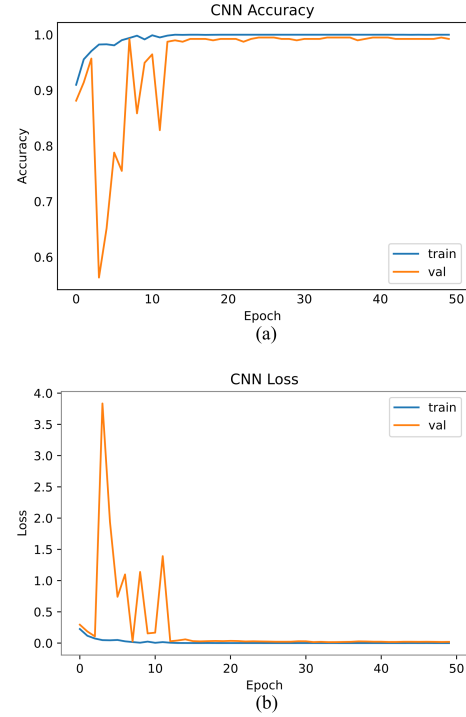 CNN Accuracy
1.0
0.9
0.8
0.7
0.6
Accuracy
train
val
0 10 20 30 40 50
Epoch
(a)
CNN Loss
4.0
3.5
3.0
2.5
2.0
1.5
1.0
0.5
0.0
Loss
train
val
0 10 20 30 40 50
Epoch
(b)